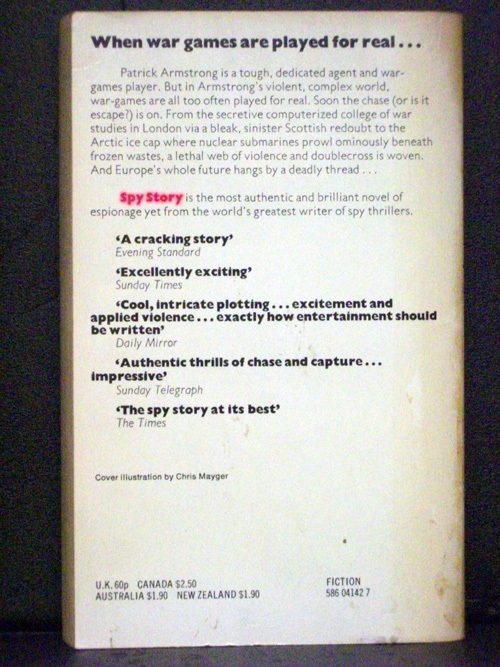 When war games are played for real...
Patrick Armstrong is a tough, dedicated agent and war-
games player. But in Armstrong's violent, complex world,
war-games are all too often played for real. Soon the chase (or is it
escape?) is on. From the secretive computerized college of war
studies in London via a bleak, sinister Scottish redoubt to the
Arctic ice cap where nuclear submarines prowl ominously beneath
frozen wastes, a lethal web of violence and doublecross is woven.
And Europe's whole future hangs by a deadly thread...
Spy Story is the most authentic and brilliant novel of
espionage yet from the world's greatest writer of spy thrillers.
‘A cracking story’
Evening Standard
‘Excellently exciting’
Sunday Times
‘Cool, intricate plotting...excitement and
applied violence...exactly how entertainment should
be written’
Daily Mirror
‘Authentic thrills of chase and capture...
impressive’
Sunday Telegraph
‘The spy story at its best’
The Times
Cover illustration by Chris Mayger
U.K. 60p CANADA $2.50
AUSTRALIA $1.90 NEW ZEALAND $1.90
FICTION
586 04142 7